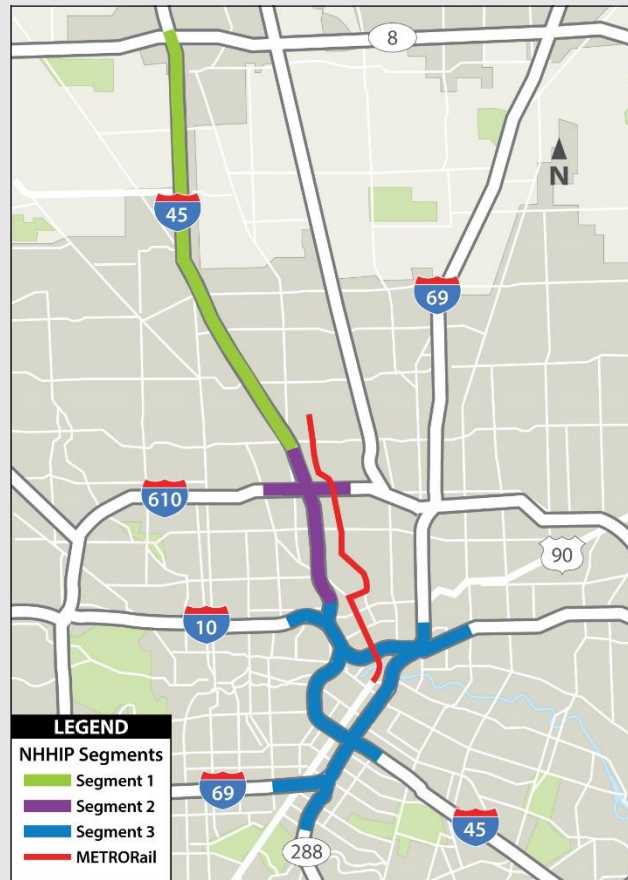 8
N
45
69
610
90
10
LEGEND
NHHIP Segments
Segment 1
Segment 2
Segment 3
METRORail
69
45
288